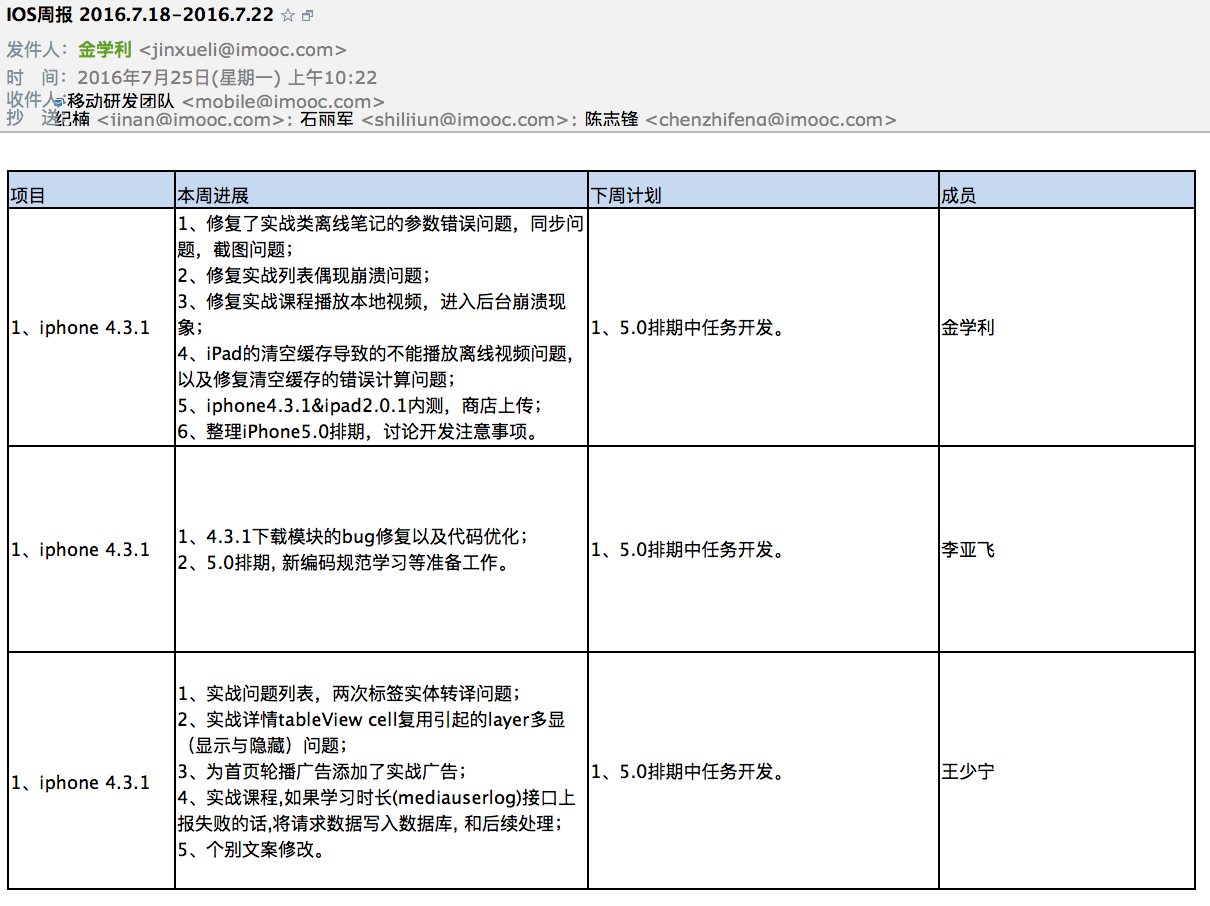 IOS周报 2016.7.18-2016.7.22
发件人： 金学利 <jinxueli@imooc.com>
时 间： 2016年7月25日(星期一) 上午10:22
收件人： 移动研发团队 <mobile@imooc.com>
抄 送： 纪楠 <jinan@imooc.com>; 石丽军 <shilijun@imooc.com>; 陈志锋 <chenzhifeng@imooc.com>
项目 本周进展 下周计划 成员
1、iphone 4.3.1
1、修复了实战类离线笔记的参数错误问题，同步问
题，截图问题；
2、修复实战列表偶现崩溃问题；
3、修复实战课程播放本地视频，进入后台崩溃现
象；
4、iPad的清空缓存导致的不能播放离线视频问题，
以及修复清空缓存的错误计算问题；
5、iphone4.3.1&ipad2.0.1内测，商店上传；
6、整理iPhone5.0排期，讨论开发注意事项。
1、5.0排期中任务开发。
金学利
1、iphone 4.3.1
1、4.3.1下载模块的bug修复以及代码优化；
2、5.0排期, 新编码规范学习等准备工作。
1、5.0排期中任务开发。
李亚飞
1、iphone 4.3.1
1、实战问题列表，两次标签实体转译问题；
2、实战详情tableView cell复用引起的layer多显
（显示与隐藏）问题；
3、为首页轮播广告添加了实战广告；
4、实战课程,如果学习时长(mediauserlog)接口上
报失败的话,将请求数据写入数据库, 和后续处理；
5、个别文案修改。
1、5.0排期中任务开发。
王少宁